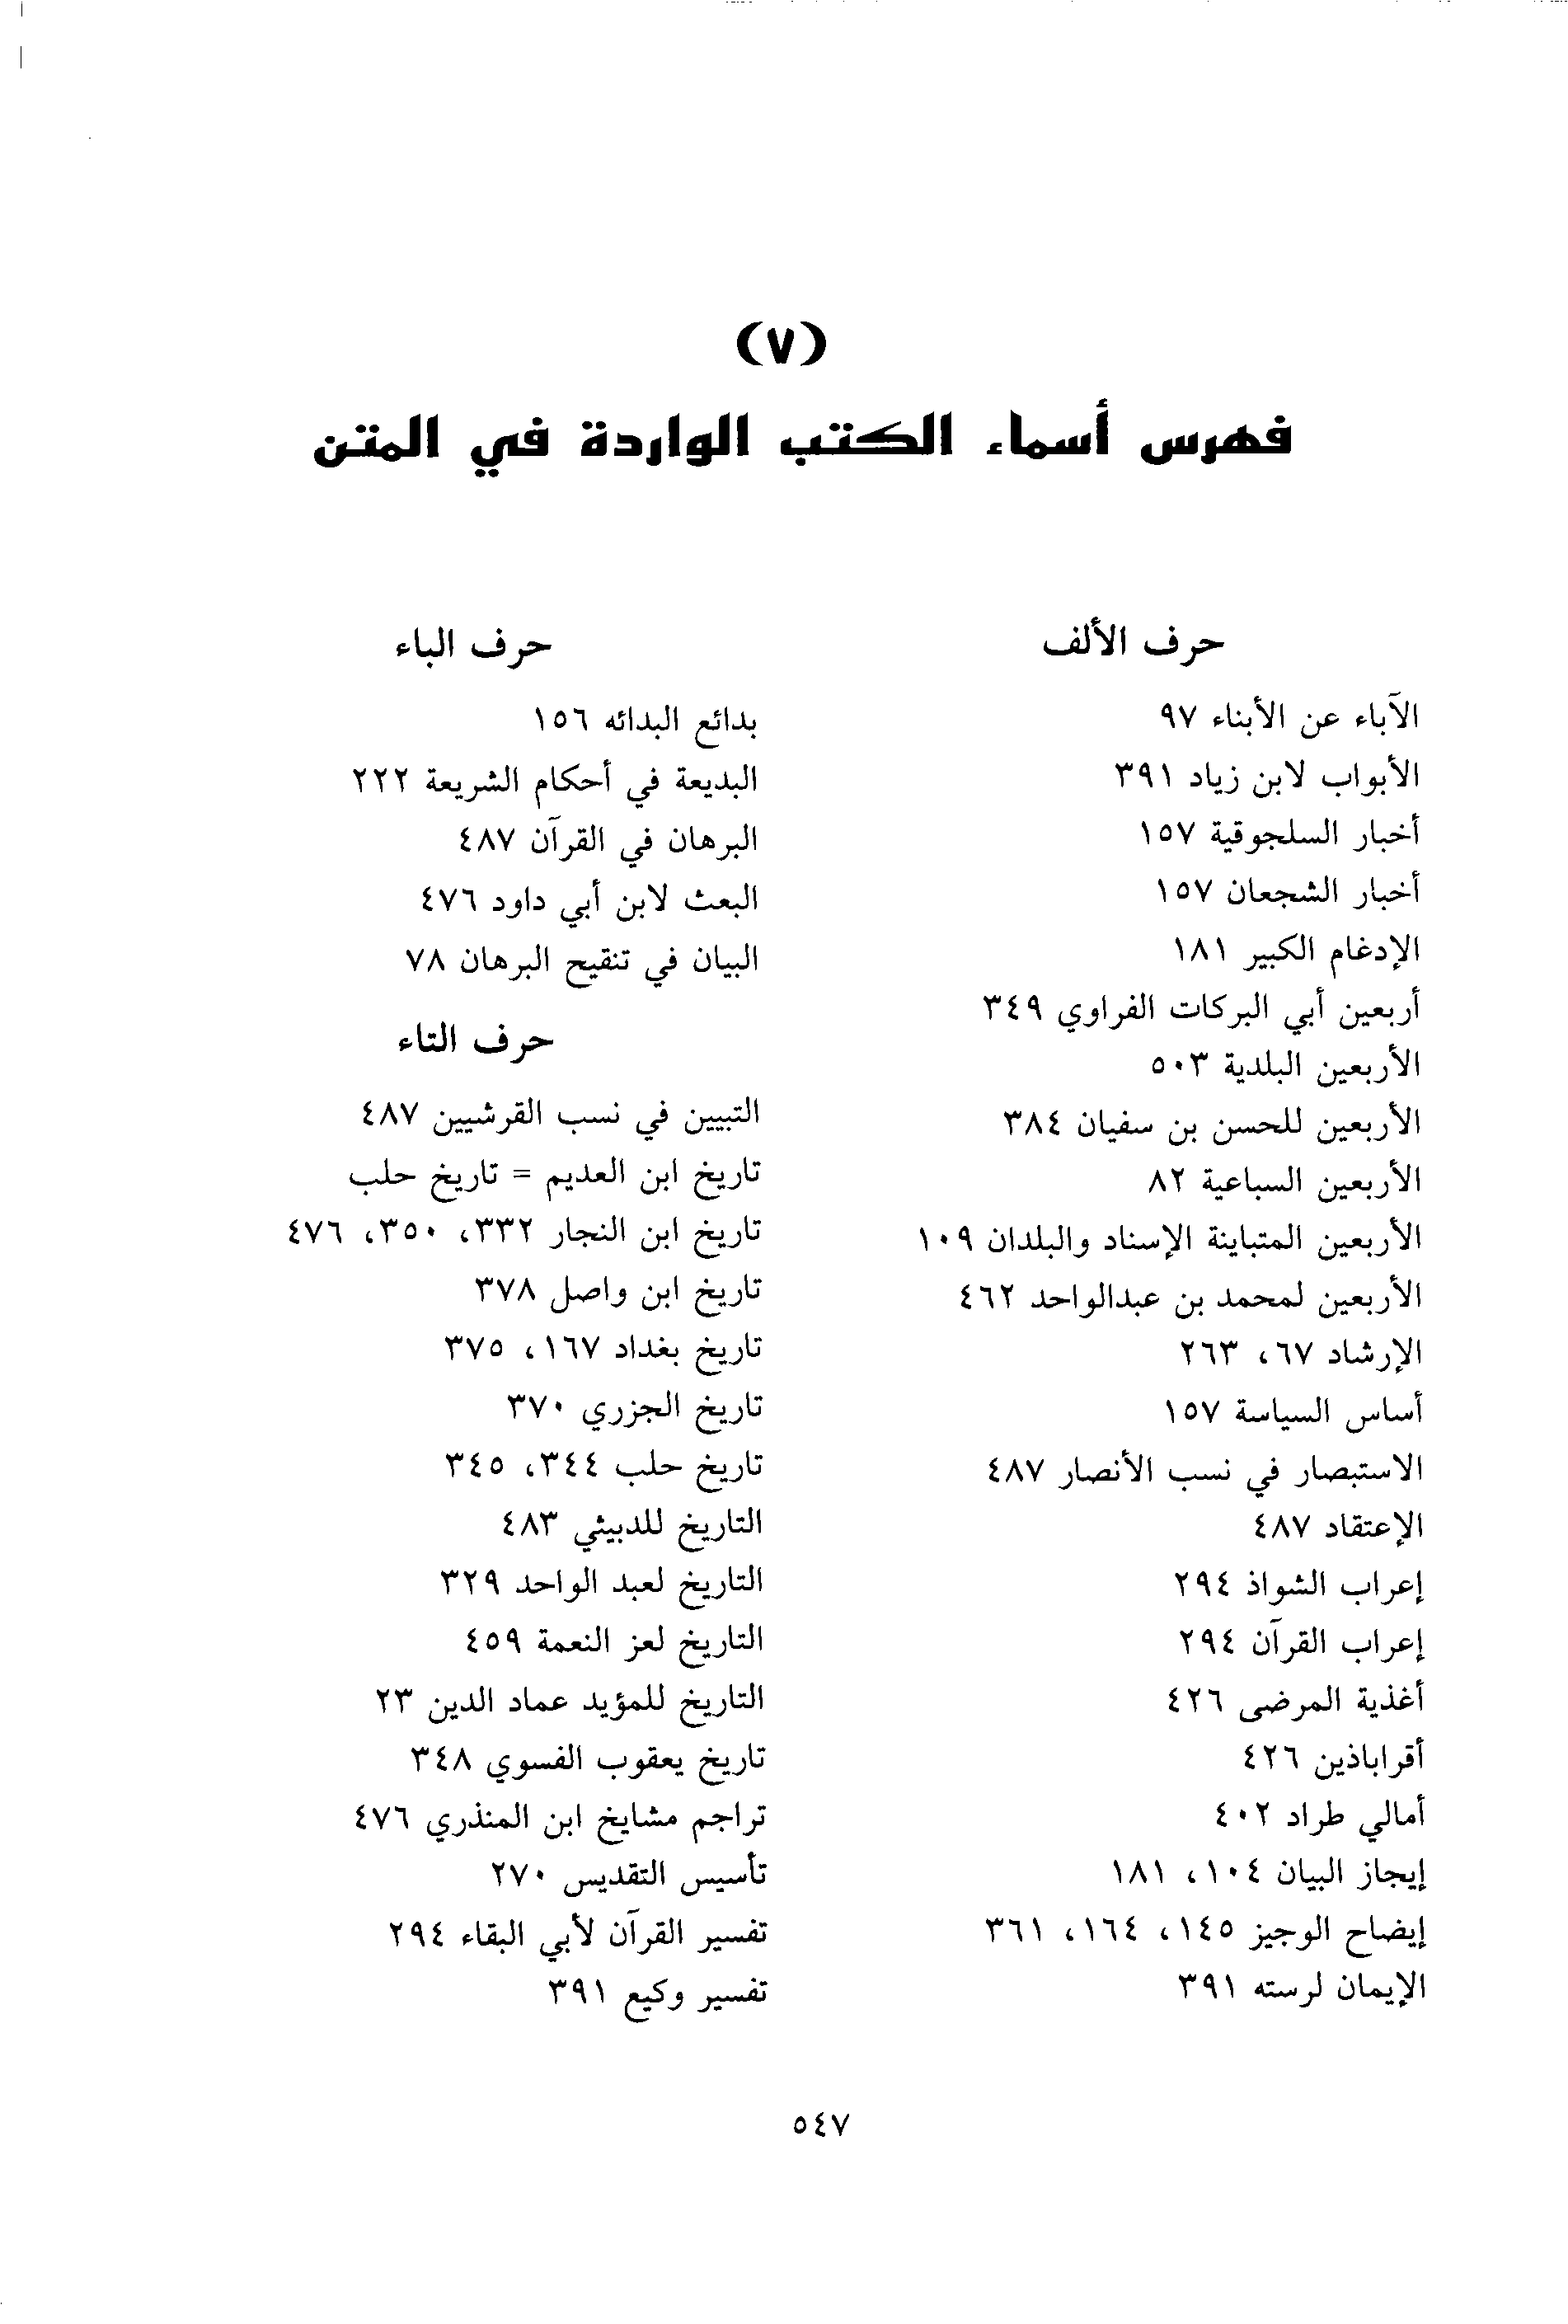 (٧)
فهرس أسماء الكتب الواردة في المتن
حرف الألف
الآباء عن الأبناء ٩٧
الأبواب لابن زياد ٣٩١
أخبار السلجوقية ١٥٧
أخبار الشجعان ١٥٧
الإدغام الكبير ١٨١
أربعين أبي البركات الفراوي ٣٤٩
الأربعين البلدية ٥٠٣
الأربعين للحسن بن سفيان ٣٨٤
الأربعين السباعية ٨٢
الأربعين المتباينة الإسناد والبلدان ١٠٩
الأربعين لمحمد بن عبدالواحد ٤٦٢
الإرشاد ٦٧، ٢٦٣
أساس السياسة ١٥٧
الاستبصار في نسب الأنصار ٤٨٧
الإعتقاد ٤٨٧
إعراب الشواذ ٢٩٤
إعراب القرآن ٢٩٤
أغذية المرضى ٤٢٦
أقراباذين ٤٢٦
أمالي طراد ٤٠٢
إيجاز البيان ١٠٤، ١٨١
إيضاح الوجيز ١٤٥، ١٦٤، ٣٦١
الإيمان لرسته ٣٩١
حرف الباء
بدائع البدائه ١٥٦
البديعة في أحكام الشريعة ٢٢٢
البرهان في القرآن ٤٨٧
البعث لابن أبي داود ٤٧٦
البيان في تنقيح البرهان ٧٨
حرف التاء
التبيين في نسب القرشيين ٤٨٧
تاريخ ابن العديم = تاريخ حلب
تاريخ ابن النجار ٣٣٢، ٣٥٠، ٤٧٦
تاريخ ابن واصل ٣٧٨
تاريخ بغداد ١٦٧، ٣٧٥
تاريخ الجزري ٣٧٠
تاريخ حلب ٣٤٤، ٣٤٥
التاريخ للدبيثي ٤٨٣
التاريخ لعبد الواحد ٣٢٩
التاريخ لعز النعمة ٤٥٩
التاريخ للمؤيد عماد الدين ٢٣
تاريخ يعقوب الفسوي ٣٤٨
تراجم مشايخ ابن المنذري ٤٧٦
تأسيس التقديس ٢٧٠
تفسير القرآن لأبي البقاء ٢٩٤
تفسير وكيع ٣٩١
٥٤٧